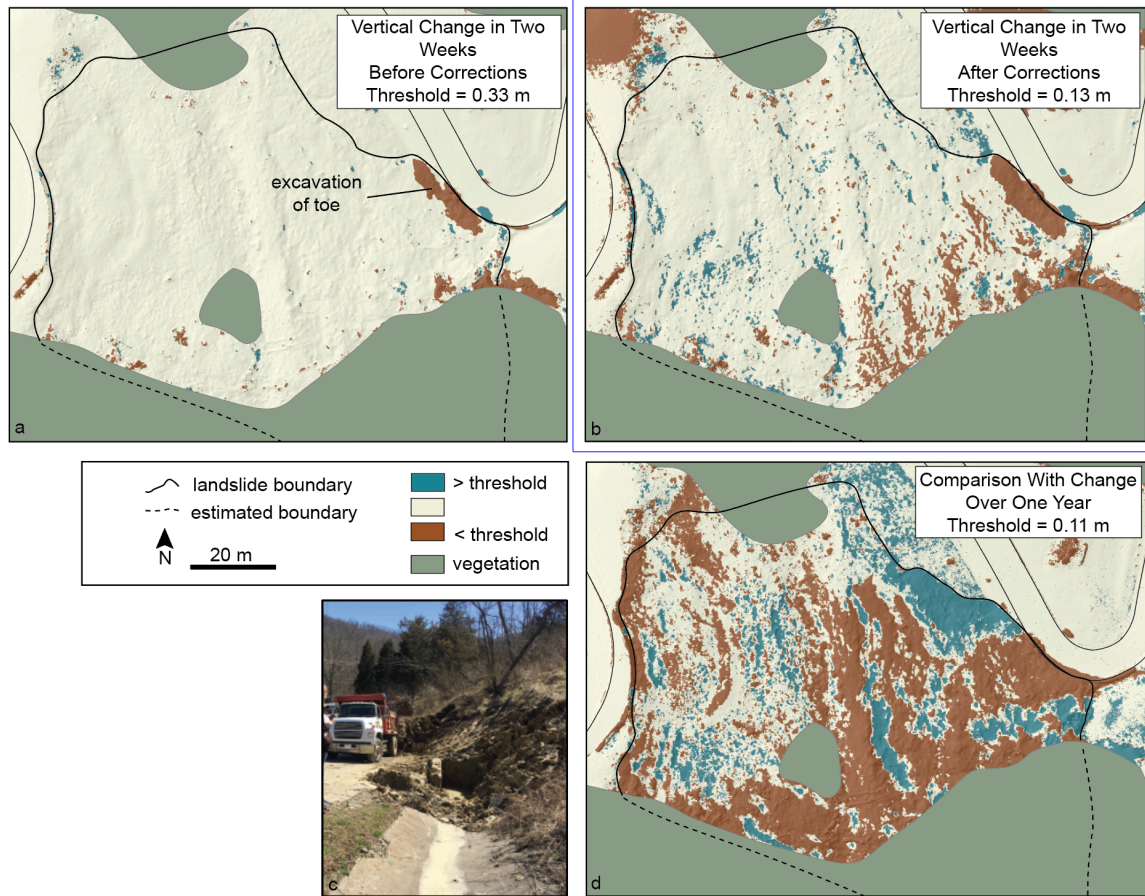 Vertical Change in Two
Weeks
Before Corrections
Threshold = 0.33 m
excavation
of toe
a
Vertical Change in Two
Weeks
After Corrections
Threshold = 0.13 m
b
landslide boundary
estimated boundary
N
20 m
> threshold
< threshold
vegetation
c
Comparison With Change
Over One Year
Threshold = 0.11 m
d